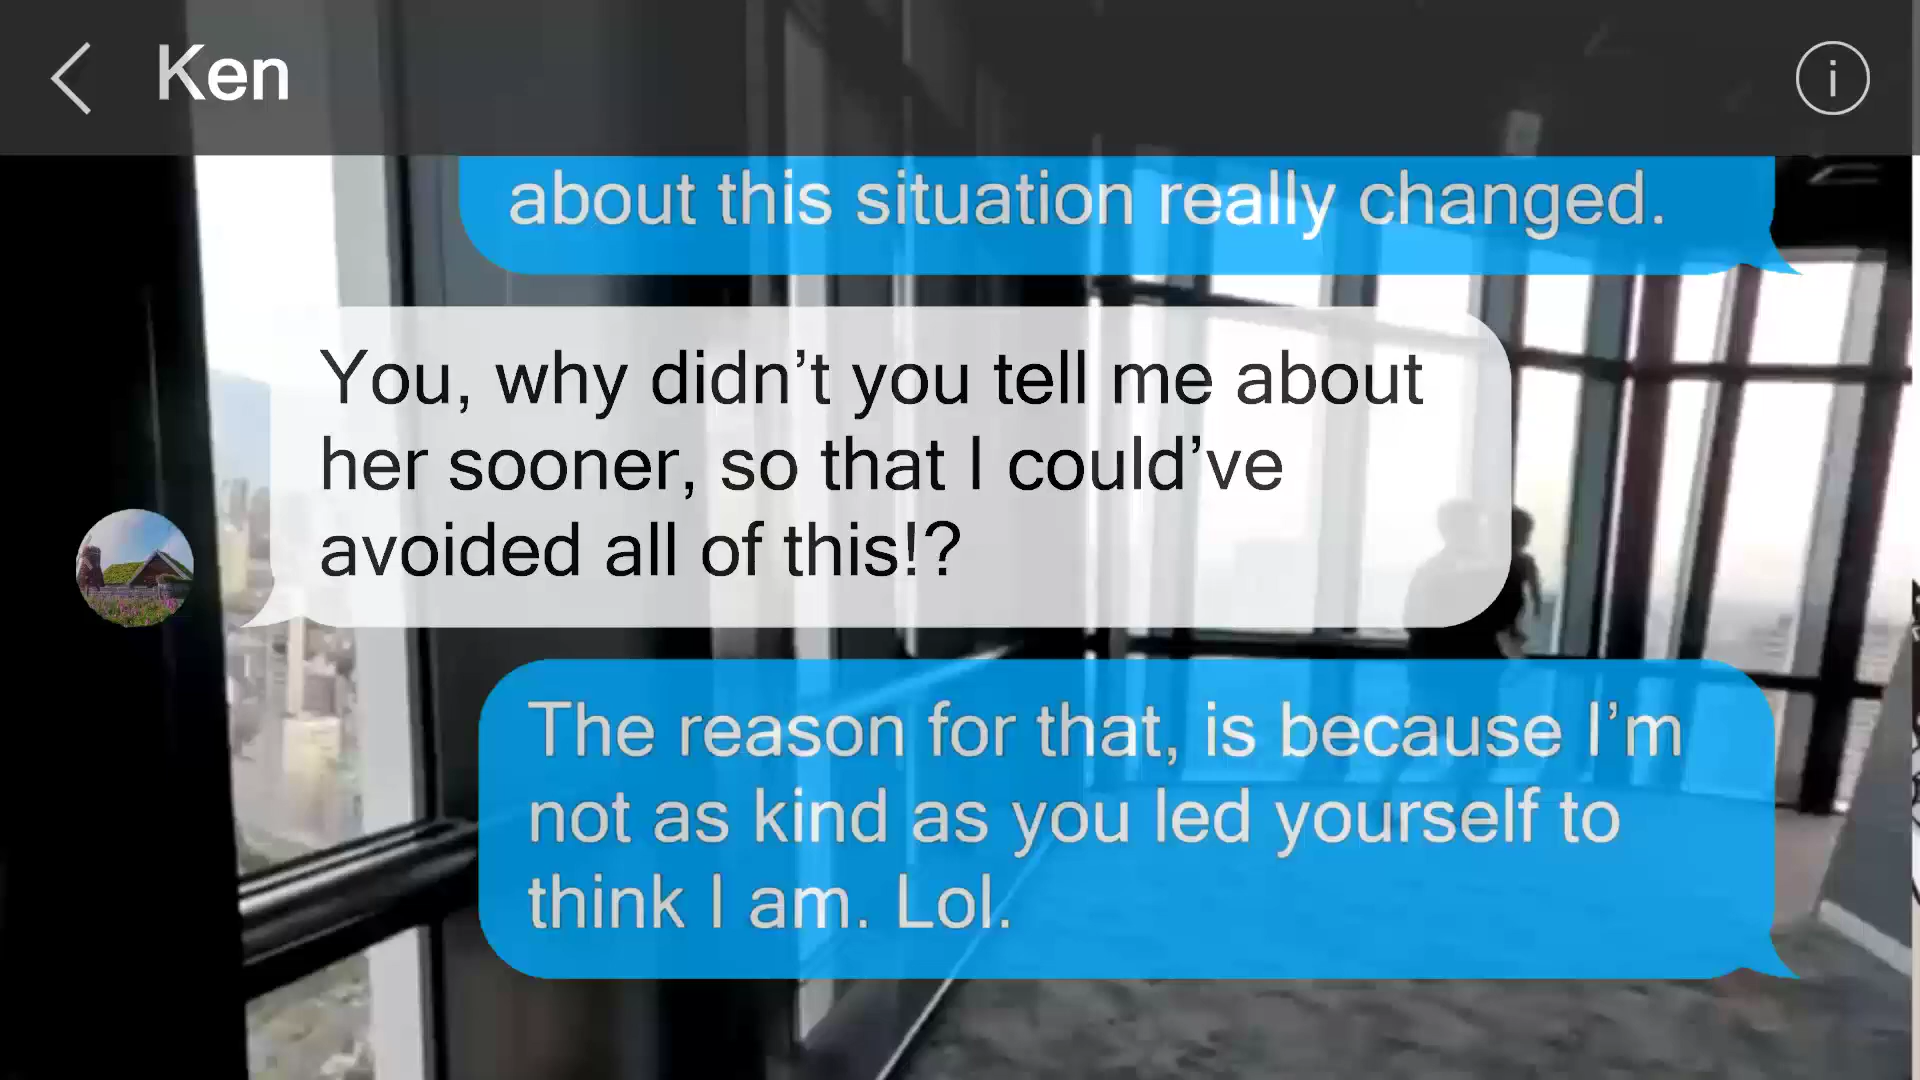 Ken
i
about this situation really changed.
You, why didn’t you tell me about
her sooner, so that I could’ve
avoided all of this!?
The reason for that, is because I’m
not as kind as you led yourself to
think I am. Lol.